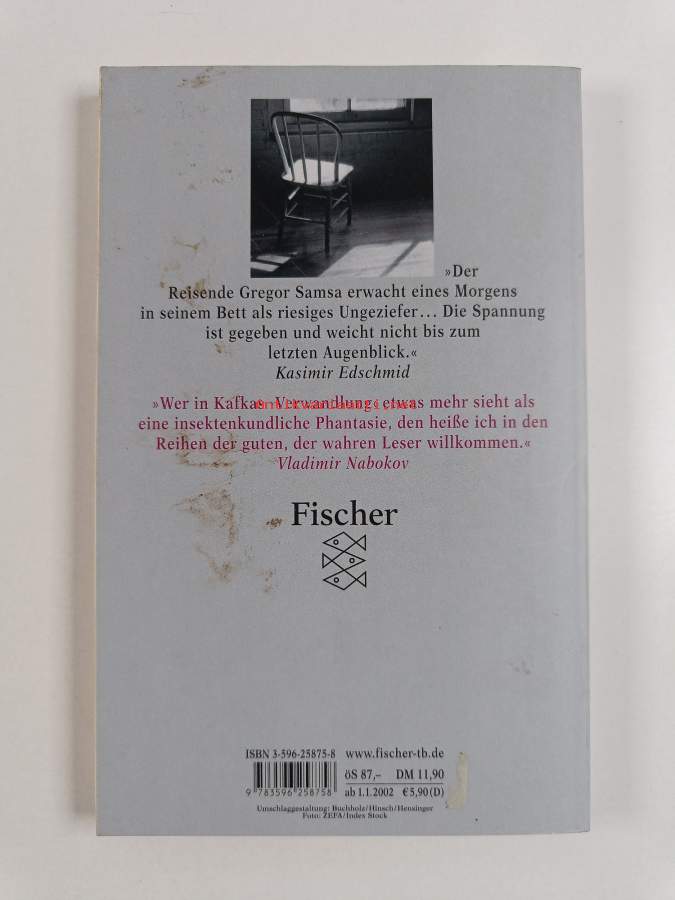 »Der
Reisende Gregor Samsa erwacht eines Morgens
in seinem Bett als riesiges Ungeziefer... Die Spannung
ist gegeben und weicht nicht bis zum
letzten Augenblick.«
Kasimir Edschmid
»Wer in Kafkas Verwandlung etwas mehr sieht als
eine insektenkundliche Phantasie, den heiße ich in den
Reihen der guten, der wahren Leser willkommen.«
Vladimir Nabokov
Fischer
ISBN 3-596-25875-8 www.fischer-tb.de
öS 87,– DM 11,90
9 783596 258758 ab 1.1.2002 € 5,90 (D)
Umschlaggestaltung: Buchholz/Hinsch/Hensinger
Foto: ZEFA/Index Stock